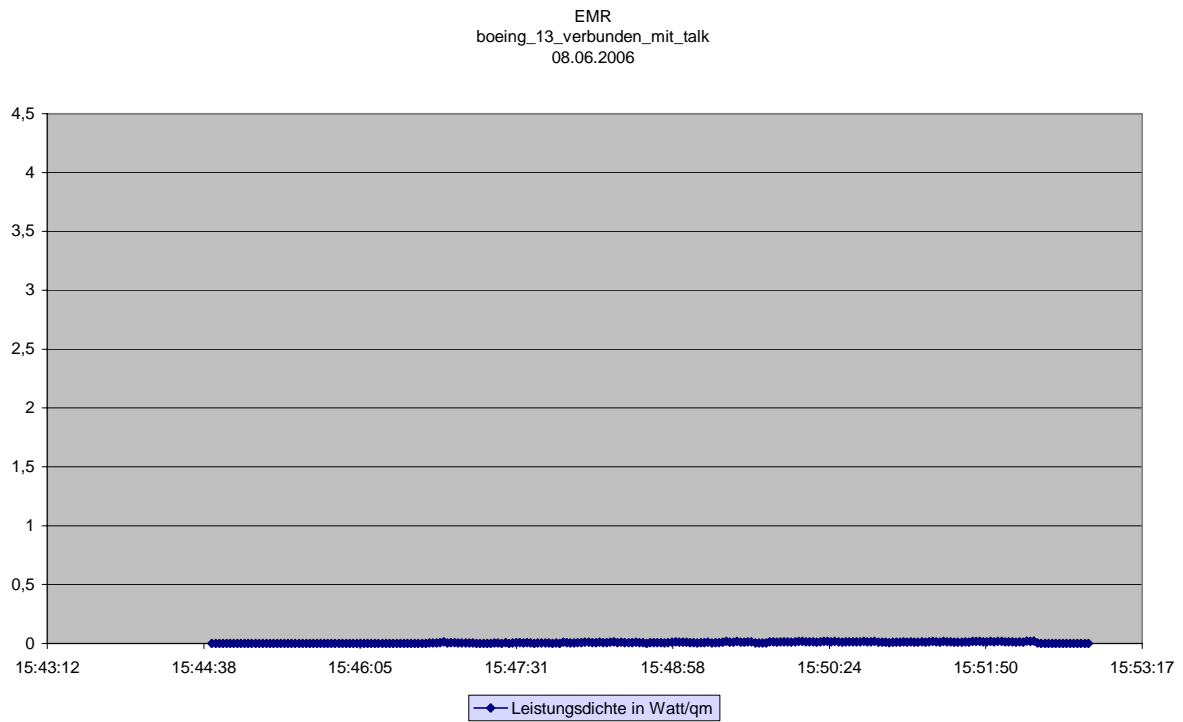 EMR
boeing_13_verbunden_mit_talk
08.06.2006
4,5
4
3,5
3
2,5
2
1,5
1
0,5
0
15:43:12 15:44:38 15:46:05 15:47:31 15:48:58 15:50:24 15:51:50 15:53:17
Leistungsdichte in Watt/qm